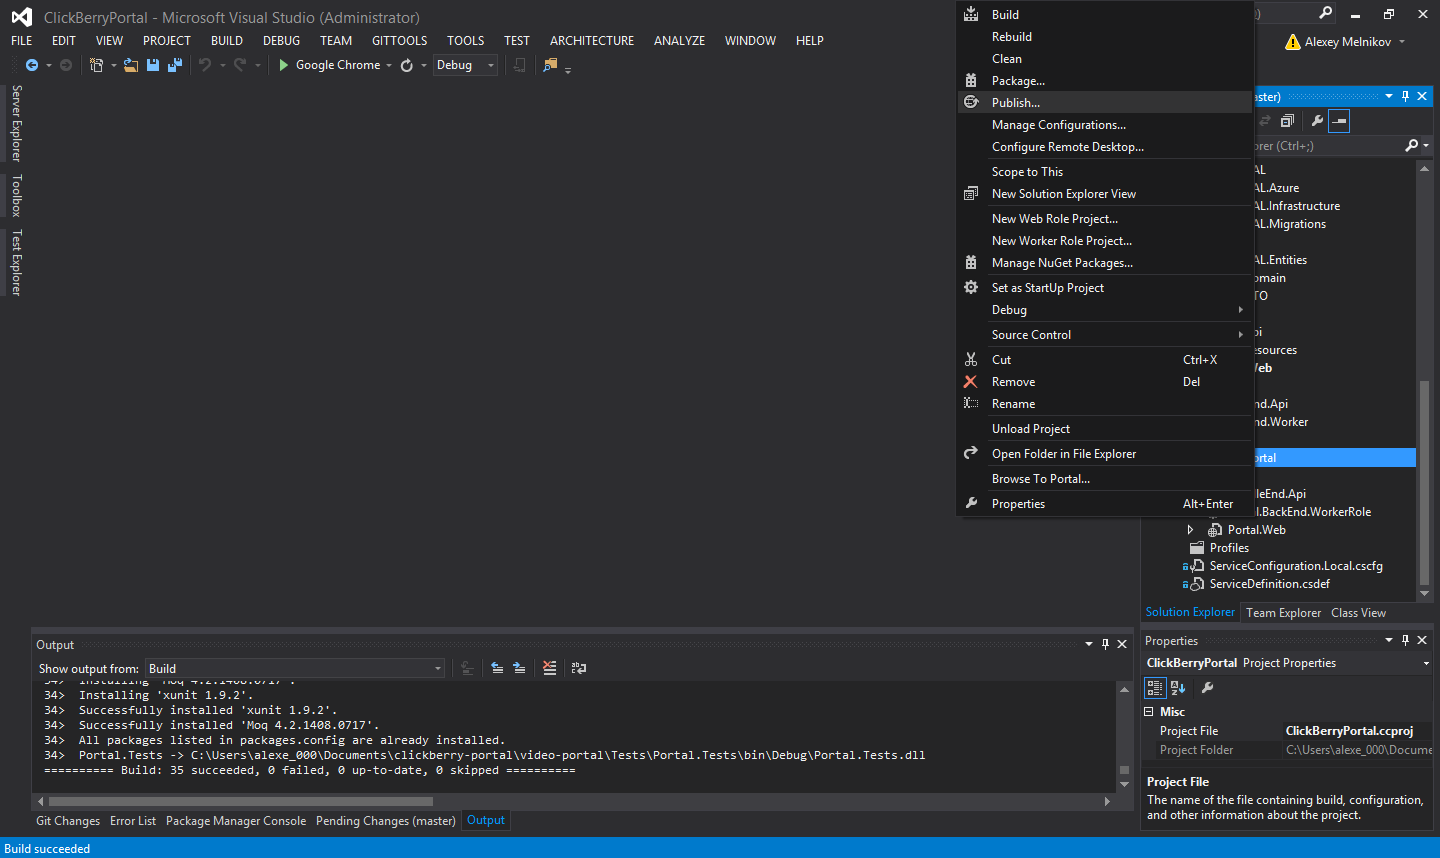 ClickBerryPortal - Microsoft Visual Studio (Administrator)
FILE EDIT VIEW PROJECT BUILD DEBUG TEAM GITTOOLS TOOLS TEST ARCHITECTURE ANALYZE WINDOW HELP
Alexey Melnikov
Google Chrome
Debug
Server Explorer
Toolbox
Test Explorer
Build
Rebuild
Clean
Package...
Publish...
Manage Configurations...
Configure Remote Desktop...
Scope to This
New Solution Explorer View
New Web Role Project...
New Worker Role Project...
Manage NuGet Packages...
Set as StartUp Project
Debug
Source Control
Cut Ctrl+X
Remove Del
Rename
Unload Project
Open Folder in File Explorer
Browse To Portal...
Properties Alt+Enter
aster)
orer (Ctrl+;)
AL
AL.Azure
AL.Infrastructure
AL.Migrations
AL.Entities
omain
TO
pi
esources
Web
nd.Api
nd.Worker
ortal
leEnd.Api
l.BackEnd.WorkerRole
Portal.Web
Profiles
ServiceConfiguration.Local.cscfg
ServiceDefinition.csdef
Solution Explorer Team Explorer Class View
Properties
ClickBerryPortal Project Properties
Misc
Project File ClickBerryPortal.ccproj
Project Folder C:\Users\alexe_000\Docume
Project File
The name of the file containing build, configuration,
and other information about the project.
Output
Show output from: Build
34> Installing 'Moq 4.2.1408.0717'.
34> Installing 'xunit 1.9.2'.
34> Successfully installed 'xunit 1.9.2'.
34> Successfully installed 'Moq 4.2.1408.0717'.
34> All packages listed in packages.config are already installed.
34> Portal.Tests -> C:\Users\alexe_000\Documents\clickberry-portal\video-portal\Tests\Portal.Tests\bin\Debug\Portal.Tests.dll
========== Build: 35 succeeded, 0 failed, 0 up-to-date, 0 skipped ==========
Git Changes Error List Package Manager Console Pending Changes (master) Output
Build succeeded